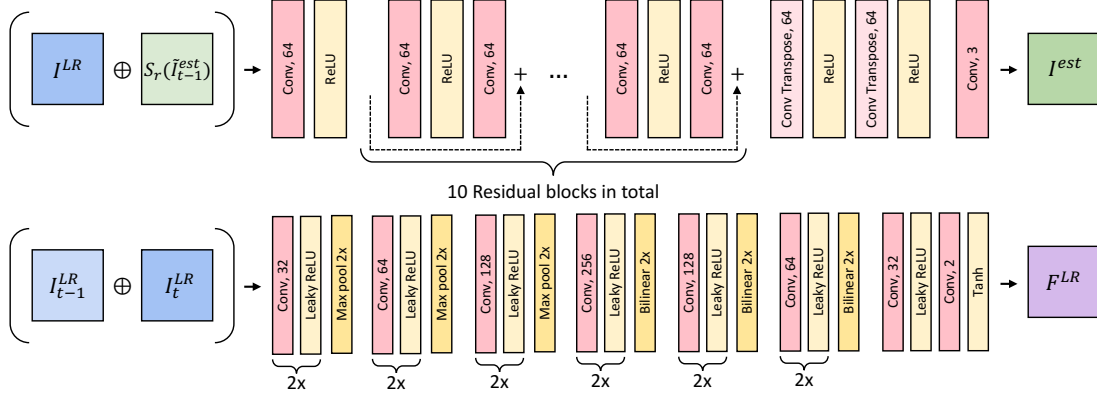 I^{LR} ⊕ S_r(Ĩ^{est}_{t-1})
Conv, 64
ReLU
Conv, 64
ReLU
Conv, 64
+
...
Conv, 64
ReLU
Conv, 64
+
Conv Transpose, 64
ReLU
Conv Transpose, 64
ReLU
Conv, 3
I^{est}
10 Residual blocks in total
I^{LR}_{t-1} ⊕ I^{LR}_t
Conv, 32
Leaky ReLU
Max pool 2x
2x
Conv, 64
Leaky ReLU
Max pool 2x
2x
Conv, 128
Leaky ReLU
Max pool 2x
2x
Conv, 256
Leaky ReLU
Bilinear 2x
2x
Conv, 128
Leaky ReLU
Bilinear 2x
2x
Conv, 64
Leaky ReLU
Bilinear 2x
2x
Conv, 32
Leaky ReLU
Conv, 2
Tanh
F^{LR}